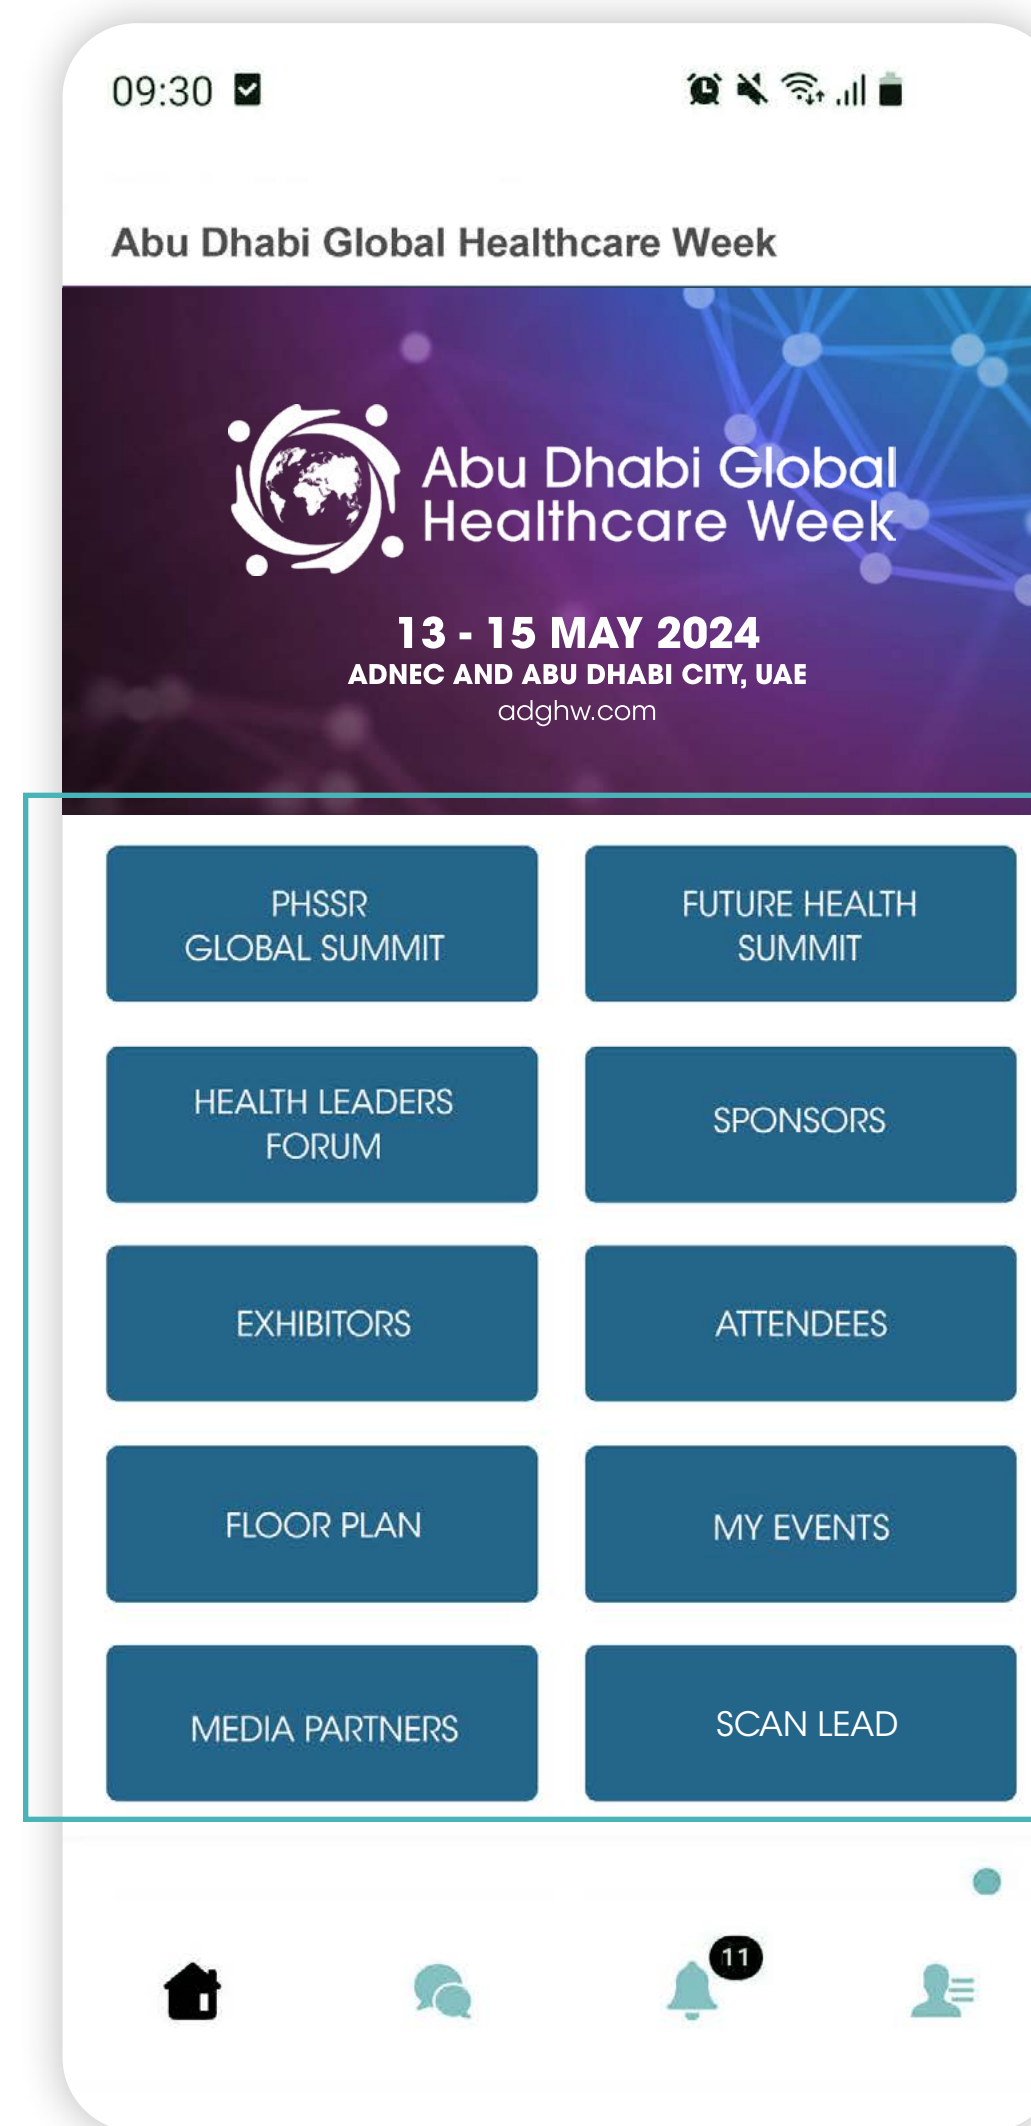 09:30
Abu Dhabi Global Healthcare Week
Abu Dhabi Global
Healthcare Week
13 - 15 MAY 2024
ADNEC AND ABU DHABI CITY, UAE
adghw.com
PHSSR
GLOBAL SUMMIT
FUTURE HEALTH
SUMMIT
HEALTH LEADERS
FORUM
SPONSORS
EXHIBITORS
ATTENDEES
FLOOR PLAN
MY EVENTS
MEDIA PARTNERS
SCAN LEAD
11